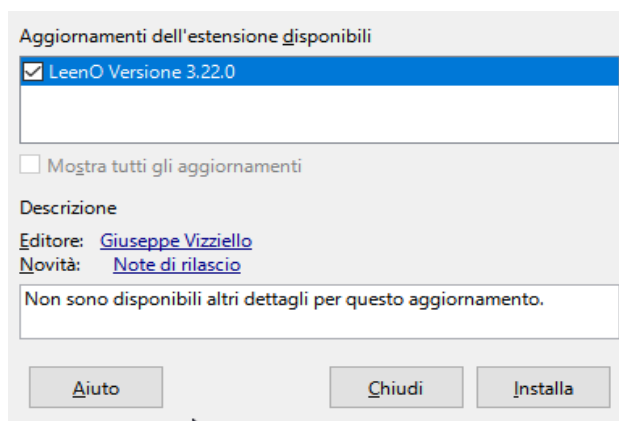 Aggiornamenti dell'estensione disponibili
LeenO Versione 3.22.0
Mostra tutti gli aggiornamenti
Descrizione
Editore: Giuseppe Vizziello
Novità: Note di rilascio
Non sono disponibili altri dettagli per questo aggiornamento.
Aiuto Chiudi Installa